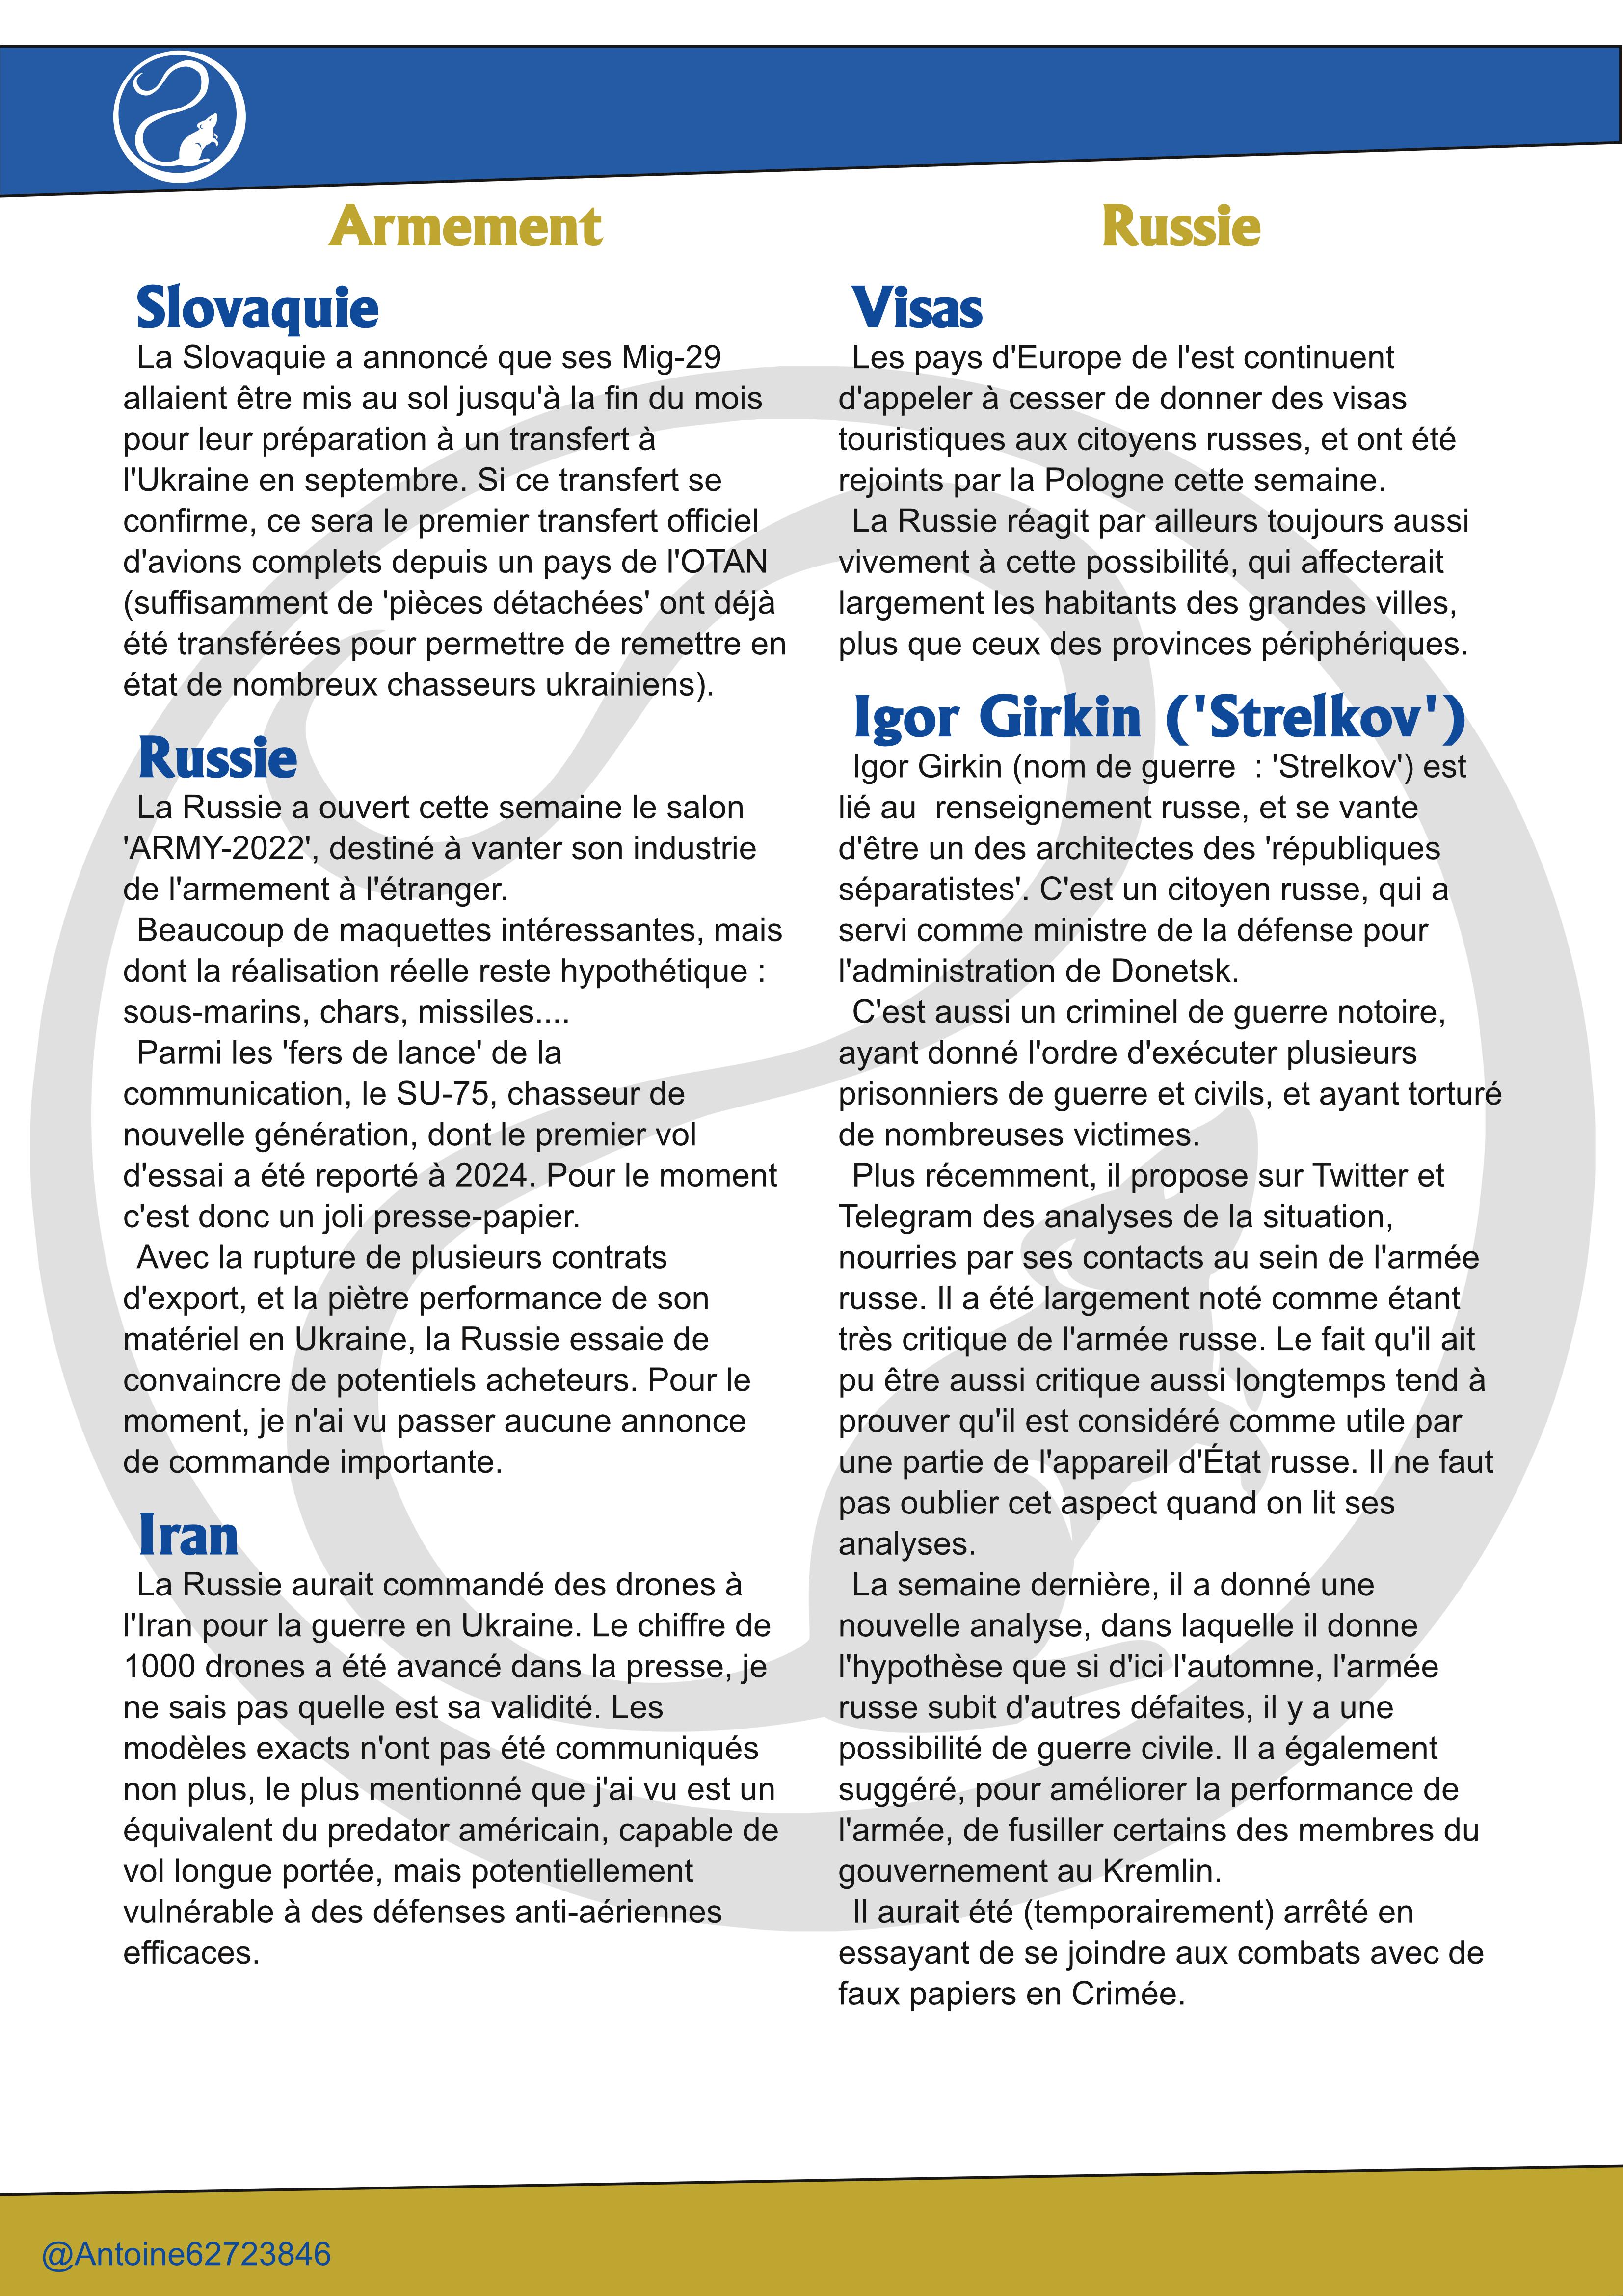 Armement
Slovaquie
La Slovaquie a annoncé que ses Mig-29
allaient être mis au sol jusqu'à la fin du mois
pour leur préparation à un transfert à
l'Ukraine en septembre. Si ce transfert se
confirme, ce sera le premier transfert officiel
d'avions complets depuis un pays de l'OTAN
(suffisamment de 'pièces détachées' ont déjà
été transférées pour permettre de remettre en
état de nombreux chasseurs ukrainiens).
Russie
La Russie a ouvert cette semaine le salon
'ARMY-2022', destiné à vanter son industrie
de l'armement à l'étranger.
Beaucoup de maquettes intéressantes, mais
dont la réalisation réelle reste hypothétique :
sous-marins, chars, missiles....
Parmi les 'fers de lance' de la
communication, le SU-75, chasseur de
nouvelle génération, dont le premier vol
d'essai a été reporté à 2024. Pour le moment
c'est donc un joli presse-papier.
Avec la rupture de plusieurs contrats
d'export, et la piètre performance de son
matériel en Ukraine, la Russie essaie de
convaincre de potentiels acheteurs. Pour le
moment, je n'ai vu passer aucune annonce
de commande importante.
Iran
La Russie aurait commandé des drones à
l'Iran pour la guerre en Ukraine. Le chiffre de
1000 drones a été avancé dans la presse, je
ne sais pas quelle est sa validité. Les
modèles exacts n'ont pas été communiqués
non plus, le plus mentionné que j'ai vu est un
équivalent du predator américain, capable de
vol longue portée, mais potentiellement
vulnérable à des défenses anti-aériennes
efficaces.
Russie
Visas
Les pays d'Europe de l'est continuent
d'appeler à cesser de donner des visas
touristiques aux citoyens russes, et ont été
rejoints par la Pologne cette semaine.
La Russie réagit par ailleurs toujours aussi
vivement à cette possibilité, qui affecterait
largement les habitants des grandes villes,
plus que ceux des provinces périphériques.
Igor Girkin ('Strelkov')
Igor Girkin (nom de guerre  : 'Strelkov') est
lié au  renseignement russe, et se vante
d'être un des architectes des 'républiques
séparatistes'. C'est un citoyen russe, qui a
servi comme ministre de la défense pour
l'administration de Donetsk.
C'est aussi un criminel de guerre notoire,
ayant donné l'ordre d'exécuter plusieurs
prisonniers de guerre et civils, et ayant torturé
de nombreuses victimes.
Plus récemment, il propose sur Twitter et
Telegram des analyses de la situation,
nourries par ses contacts au sein de l'armée
russe. Il a été largement noté comme étant
très critique de l'armée russe. Le fait qu'il ait
pu être aussi critique aussi longtemps tend à
prouver qu'il est considéré comme utile par
une partie de l'appareil d'État russe. Il ne faut
pas oublier cet aspect quand on lit ses
analyses.
La semaine dernière, il a donné une
nouvelle analyse, dans laquelle il donne
l'hypothèse que si d'ici l'automne, l'armée
russe subit d'autres défaites, il y a une
possibilité de guerre civile. Il a également
suggéré, pour améliorer la performance de
l'armée, de fusiller certains des membres du
gouvernement au Kremlin.
Il aurait été (temporairement) arrêté en
essayant de se joindre aux combats avec de
faux papiers en Crimée.
@Antoine62723846